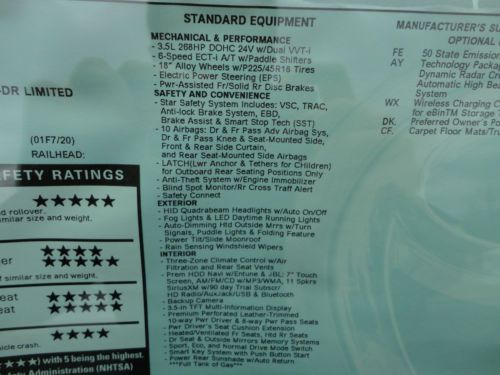 STANDARD EQUIPMENT
MECHANICAL & PERFORMANCE
- 3.5L 268HP DOHC 24V w/Dual VVT-i
- 6-Speed ECT-i A/T w/Paddle Shifters
- 18" Alloy Wheels w/P225/45R18 Tires
- Electric Power Steering (EPS)
- Pwr-Assisted Fr/Solid Rr Disc Brakes
SAFETY AND CONVENIENCE
- Star Safety System Includes: VSC, TRAC,
Anti-lock Brake System, EBD,
Brake Assist & Smart Stop Tech (SST)
- 10 Airbags: Dr & Fr Pass Adv Airbag Sys,
Dr & Fr Pass Knee & Seat-Mounted Side,
Front & Rear Side Curtain,
and Rear Seat-Mounted Side Airbags
- LATCH(Lwr Anchor & Tethers for Children)
for Outboard Rear Seating Positions Only
- Anti-Theft System w/Engine Immobilizer
- Blind Spot Monitor/Rr Cross Traff Alert
- Safety Connect
EXTERIOR
- HID Quadrabeam Headlights w/Auto On/Off
- Fog Lights & LED Daytime Running Lights
- Auto-Dimming Htd Outside Mrrs w/Turn
Signals, Puddle Lights & Folding Feature
- Power Tilt/Slide Moonroof
- Rain Sensing Windshield Wipers
INTERIOR
- Three-Zone Climate Control w/Air
Filtration and Rear Seat Vents
- Prem HDD Navi w/Entune & JBL: 7" Touch
Screen, AM/FM/CD w/MP3/WMA, 11 Spkrs
- SiriusXM w/90 day Trial Subscr
- HD Radio/Aux-jack/USB & Bluetooth
- Backup Camera
- 3.5-in TFT Multi-Information Display
- Premium Perforated Leather-Trimmed
- 10-way Pwr Driver & 8-way Pwr Pass Seats
- Pwr Driver's Seat Cushion Extension
- Heated/Ventilated Fr Seats, Htd Rr Seats
- Dr Seat & Outside Mirrors Memory Systems
- Sport, Eco, and Normal Drive Mode Switch
- Smart Key System with Push Button Start
- Power Rear Sunshade w/Auto Return
***Full Tank of Gas***
MANUFACTURER'S SU
OPTIONAL
FE 50 State Emission
AY Technology Packag
Dynamic Radar Cr
Automatic High Bea
System
WX Wireless Charging C
for eBinTM Storage T
DK. Preferred Owner's Po
CF. Carpet Floor Mats/Tru
-DR LIMITED
(01F7/20)
RAILHEAD:
FETY RATINGS
★★★★★
nd rollover.
similar size and weight.
er ★★★★
★★★★★
f similar size and weight.
eat ★★★★★
eat ★★★★★
★★★★
hicle crash.
★★★★) with 5 being the highest.
afety Administration (NHTSA)